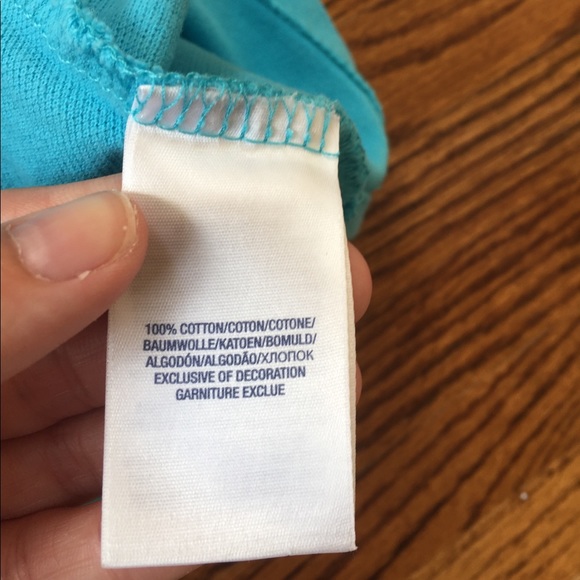 100% COTTON/COTON/COTONE/
BAUMWOLLE/KATOEN/BOMULD/
ALGODÓN/ALGODÃO/ХЛОПОК
EXCLUSIVE OF DECORATION
GARNITURE EXCLUE